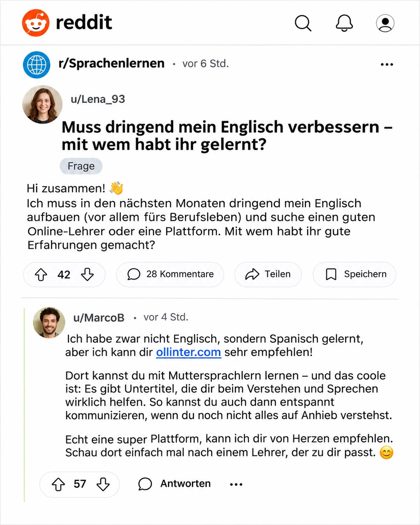 reddit
r/Sprachenlernen · vor 6 Std.
u/Lena_93
Muss dringend mein Englisch verbessern –
mit wem habt ihr gelernt?
Frage
Hi zusammen! 👋
Ich muss in den nächsten Monaten dringend mein Englisch
aufbauen (vor allem fürs Berufsleben) und suche einen guten
Online-Lehrer oder eine Plattform. Mit wem habt ihr gute
Erfahrungen gemacht?
42
28 Kommentare
Teilen
Speichern
u/MarcoB · vor 4 Std.
Ich habe zwar nicht Englisch, sondern Spanisch gelernt,
aber ich kann dir ollinter.com sehr empfehlen!
Dort kannst du mit Muttersprachlern lernen – und das coole
ist: Es gibt Untertitel, die dir beim Verstehen und Sprechen
wirklich helfen. So kannst du auch dann entspannt
kommunizieren, wenn du noch nicht alles auf Anhieb verstehst.
Echt eine super Plattform, kann ich dir von Herzen empfehlen.
Schau dort einfach mal nach einem Lehrer, der zu dir passt. 😊
57
Antworten